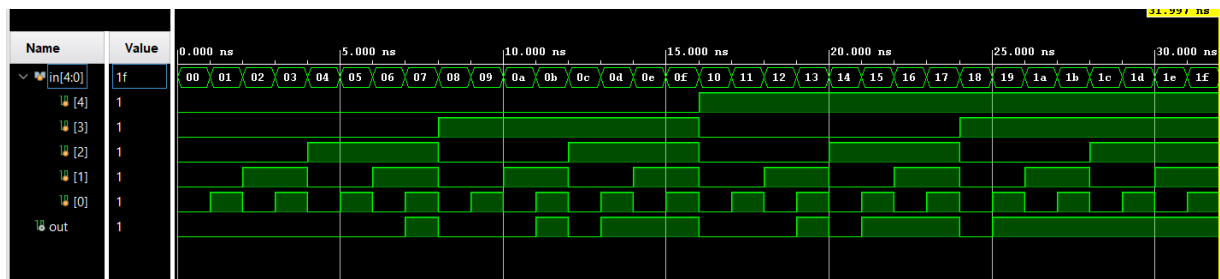 31.997 ns
Name Value 0.000 ns 5.000 ns 10.000 ns 15.000 ns 20.000 ns 25.000 ns 30.000 ns
in[4:0] 1f 00 01 02 03 04 05 06 07 08 09 0a 0b 0c 0d 0e 0f 10 11 12 13 14 15 16 17 18 19 1a 1b 1c 1d 1e 1f
[4] 1
[3] 1
[2] 1
[1] 1
[0] 1
out 1